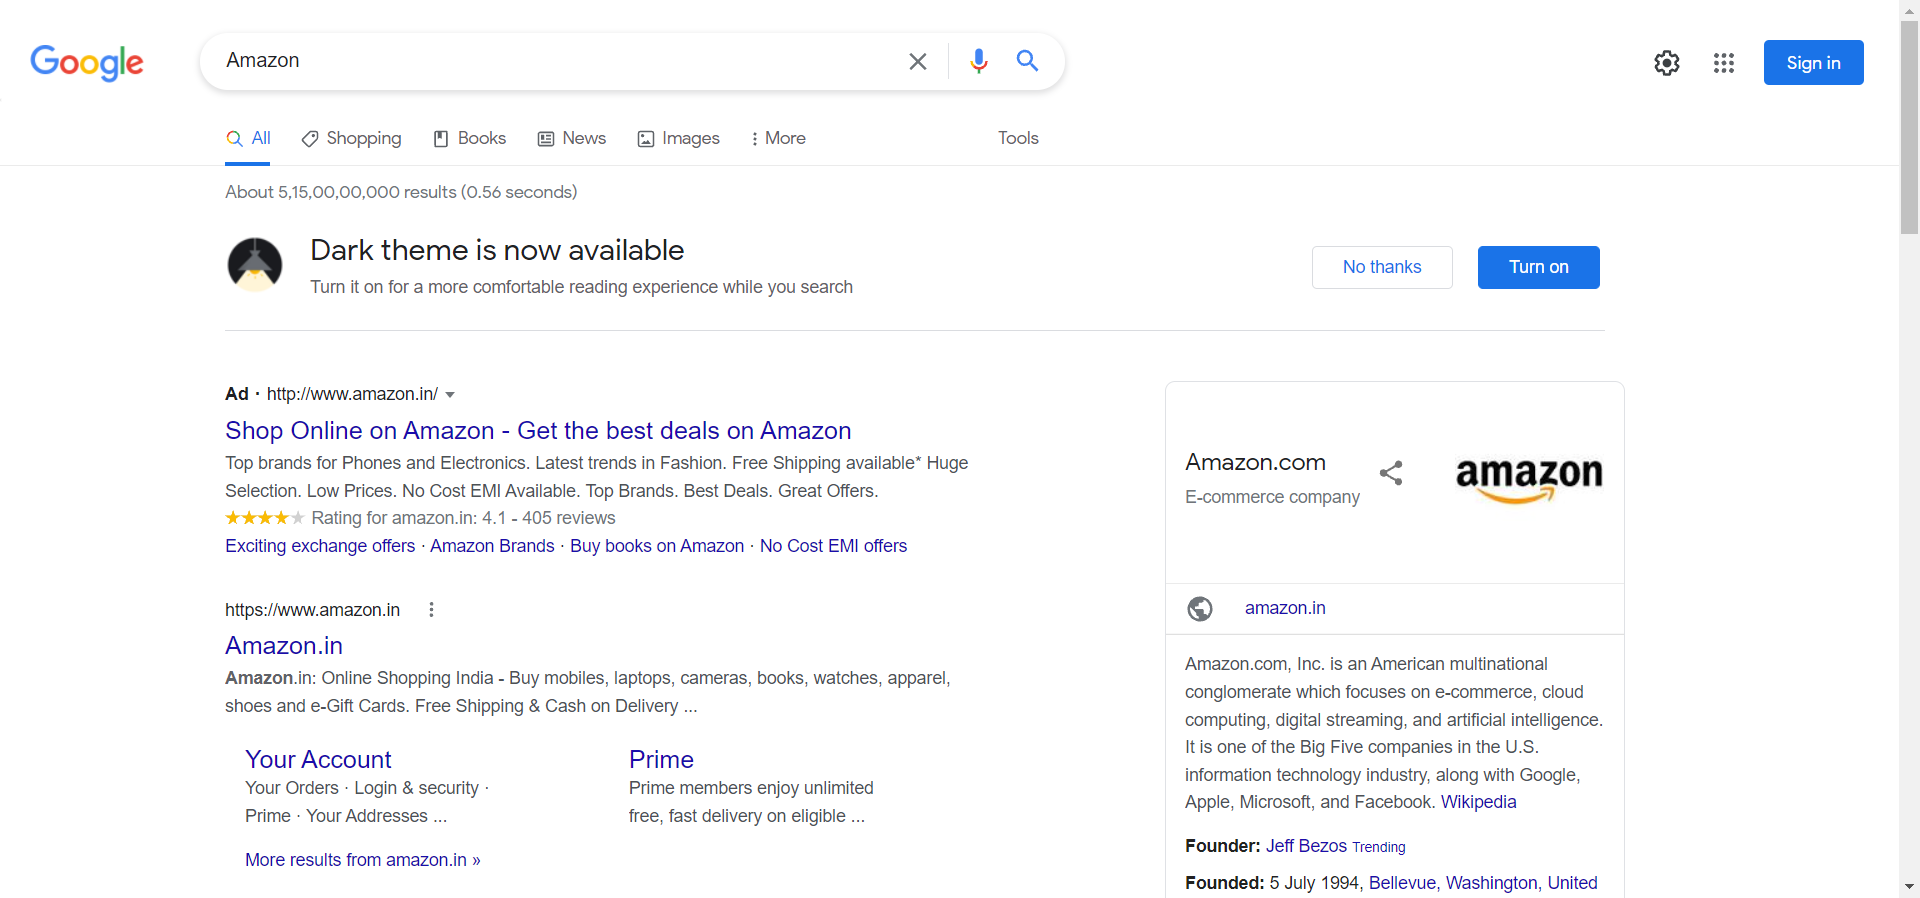 Google
Amazon
Sign in
All Shopping Books News Images More Tools
About 5,15,00,00,000 results (0.56 seconds)
Dark theme is now available
Turn it on for a more comfortable reading experience while you search
No thanks
Turn on
Ad · http://www.amazon.in/
Shop Online on Amazon - Get the best deals on Amazon
Top brands for Phones and Electronics. Latest trends in Fashion. Free Shipping available* Huge
Selection. Low Prices. No Cost EMI Available. Top Brands. Best Deals. Great Offers.
Rating for amazon.in: 4.1 - 405 reviews
Exciting exchange offers · Amazon Brands · Buy books on Amazon · No Cost EMI offers
https://www.amazon.in
Amazon.in
Amazon.in: Online Shopping India - Buy mobiles, laptops, cameras, books, watches, apparel,
shoes and e-Gift Cards. Free Shipping & Cash on Delivery ...
Your Account
Your Orders · Login & security ·
Prime · Your Addresses ...
Prime
Prime members enjoy unlimited
free, fast delivery on eligible ...
More results from amazon.in »
Amazon.com
E-commerce company
amazon
amazon.in
Amazon.com, Inc. is an American multinational
conglomerate which focuses on e-commerce, cloud
computing, digital streaming, and artificial intelligence.
It is one of the Big Five companies in the U.S.
information technology industry, along with Google,
Apple, Microsoft, and Facebook. Wikipedia
Founder: Jeff Bezos Trending
Founded: 5 July 1994, Bellevue, Washington, United